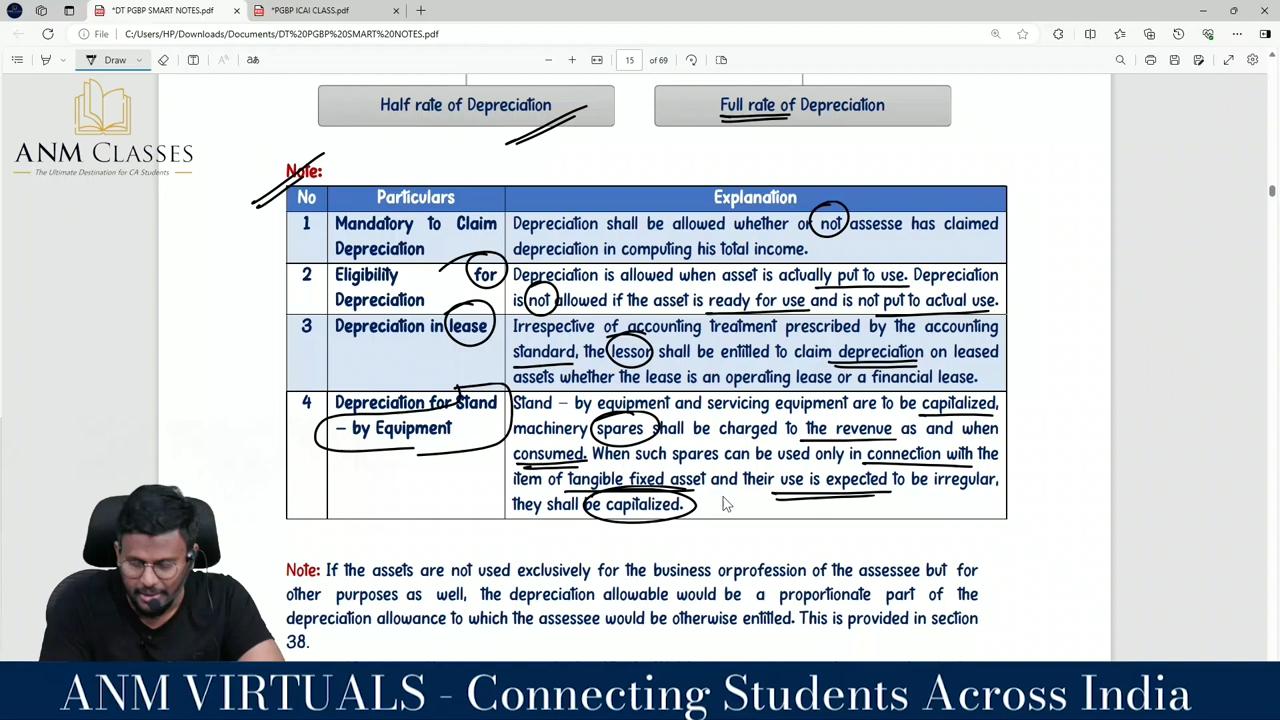 *DT PGBP SMART NOTES.pdf
*PGBP ICAI CLASS.pdf
File
C:/Users/HP/Downloads/Documents/DT%20PGBP%20SMART%20NOTES.pdf
Draw
15 of 69
ANM CLASSES
The Ultimate Destination for CA Students
Half rate of Depreciation
Full rate of Depreciation
Note:
No Particulars Explanation
1 Mandatory to Claim Depreciation shall be allowed whether or not assesse has claimed
Depreciation depreciation in computing his total income.
2 Eligibility for Depreciation is allowed when asset is actually put to use. Depreciation
Depreciation is not allowed if the asset is ready for use and is not put to actual use.
3 Depreciation in lease Irrespective of accounting treatment prescribed by the accounting
standard, the lessor shall be entitled to claim depreciation on leased
assets whether the lease is an operating lease or a financial lease.
4 Depreciation for Stand Stand – by equipment and servicing equipment are to be capitalized,
– by Equipment machinery spares shall be charged to the revenue as and when
consumed. When such spares can be used only in connection with the
item of tangible fixed asset and their use is expected to be irregular,
they shall be capitalized.
Note: If the assets are not used exclusively for the business orprofession of the assessee but for
other purposes as well, the depreciation allowable would be a proportionate part of the
depreciation allowance to which the assessee would be otherwise entitled. This is provided in section
38.
ANM VIRTUALS - Connecting Students Across India